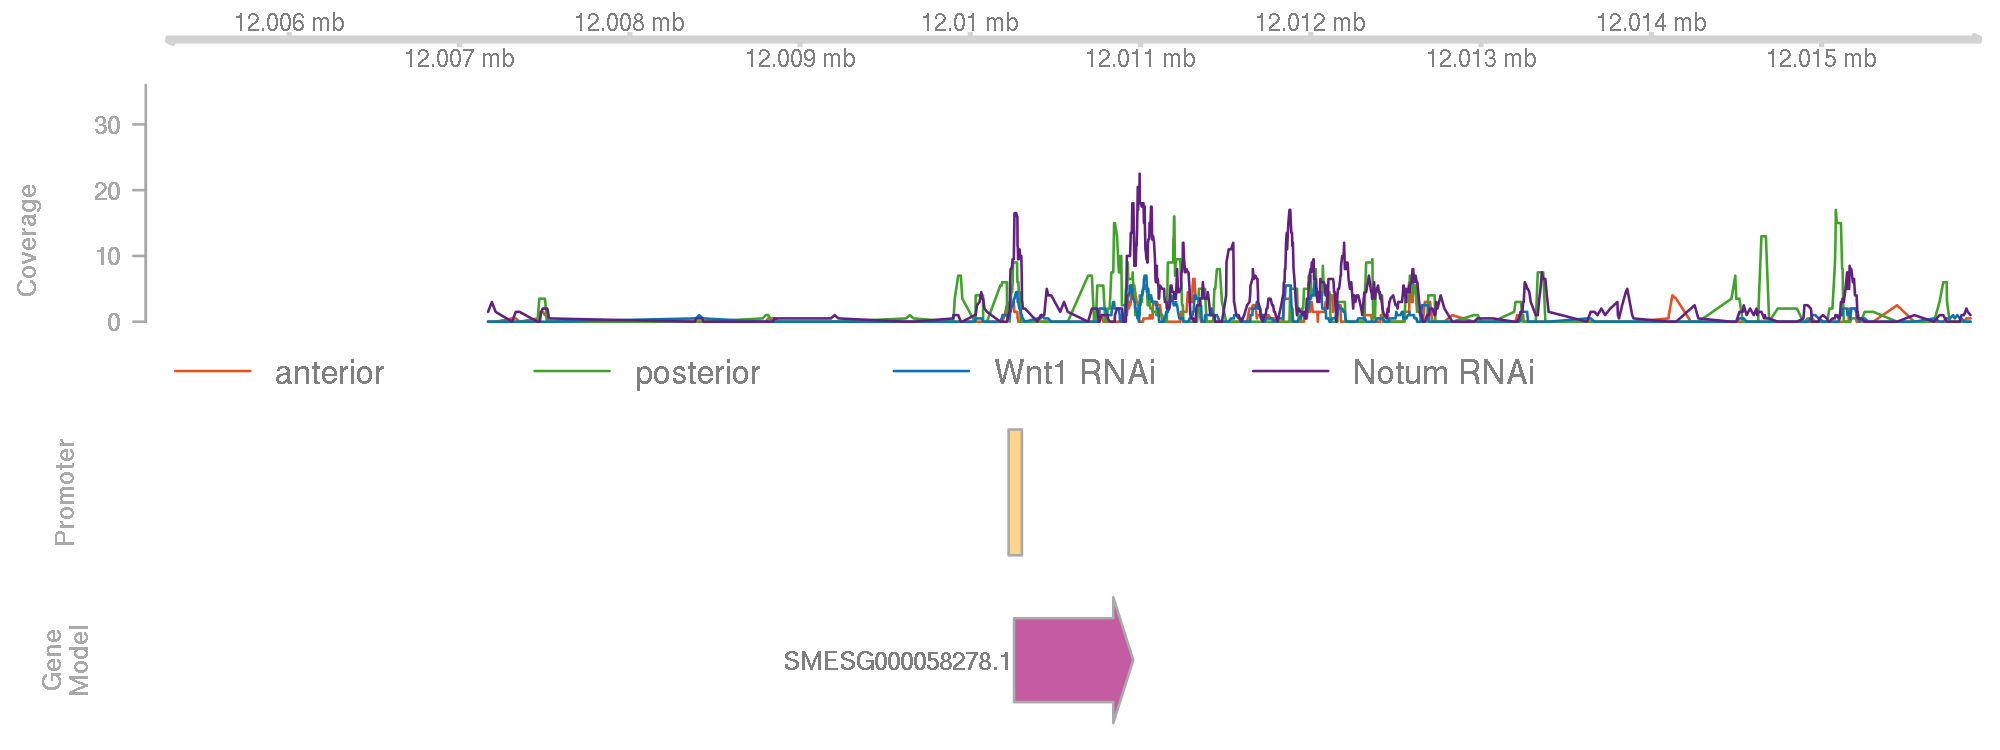 12.006 mb 12.008 mb 12.01 mb 12.012 mb 12.014 mb
12.007 mb 12.009 mb 12.011 mb 12.013 mb 12.015 mb
Coverage
30
20
10
0
anterior posterior Wnt1 RNAi Notum RNAi
Promoter
Gene
Model
SMESG000058278.1